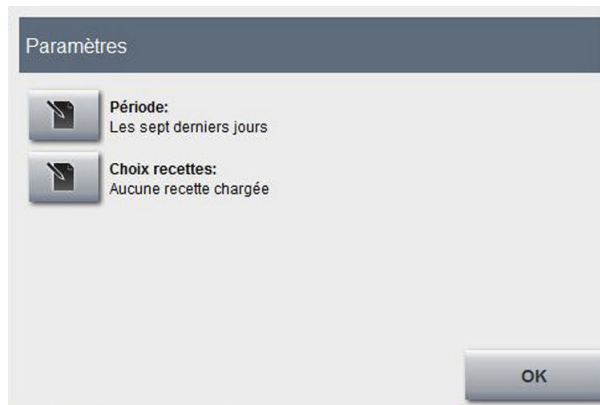 Paramètres
Période:
Les sept derniers jours
Choix recettes:
Aucune recette chargée
OK